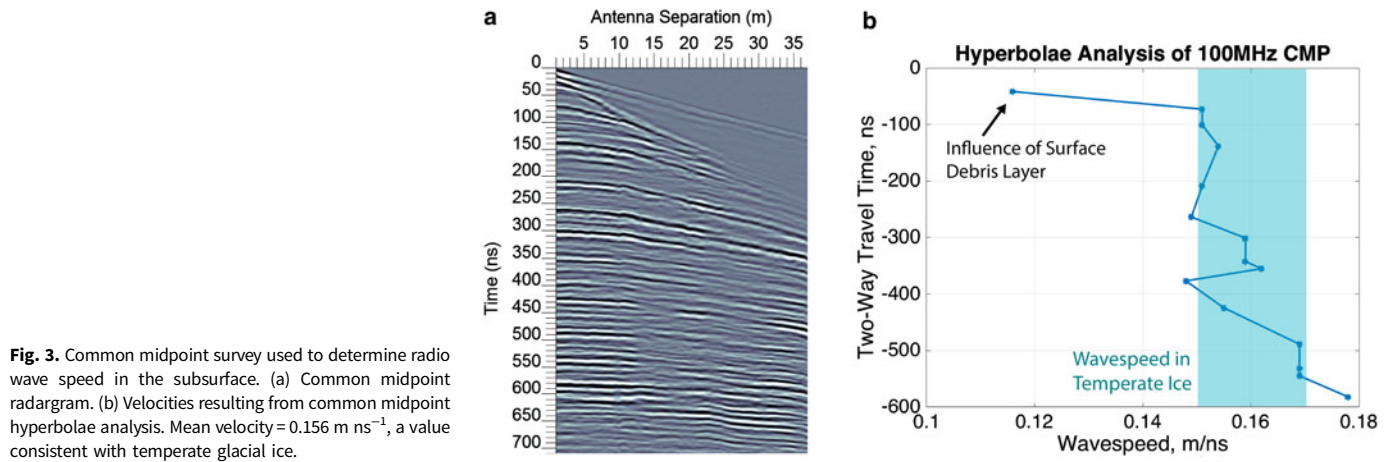 a
Antenna Separation (m)
5 10 15 20 25 30 35
0
50
100
150
200
250
300
350
400
450
500
550
600
650
700
Time (ns)
b
Hyperbolae Analysis of 100MHz CMP
0
-100
-200
-300
-400
-500
-600
Two-Way Travel Time, ns
Influence of Surface
Debris Layer
Wavespeed in
Temperate Ice
0.1 0.12 0.14 0.16 0.18
Wavespeed, m/ns
Fig. 3. Common midpoint survey used to determine radio
wave speed in the subsurface. (a) Common midpoint
radargram. (b) Velocities resulting from common midpoint
hyperbolae analysis. Mean velocity = 0.156 m ns⁻¹, a value
consistent with temperate glacial ice.